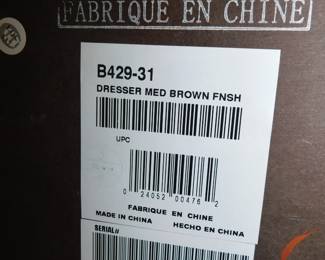 FABRIQUE EN CHINE
B429-31
DRESSER MED BROWN FNSH
UPC
0 24052 00476 2
FABRIQUE EN CHINE
MADE IN CHINA HECHO EN CHINA
SERIAL#